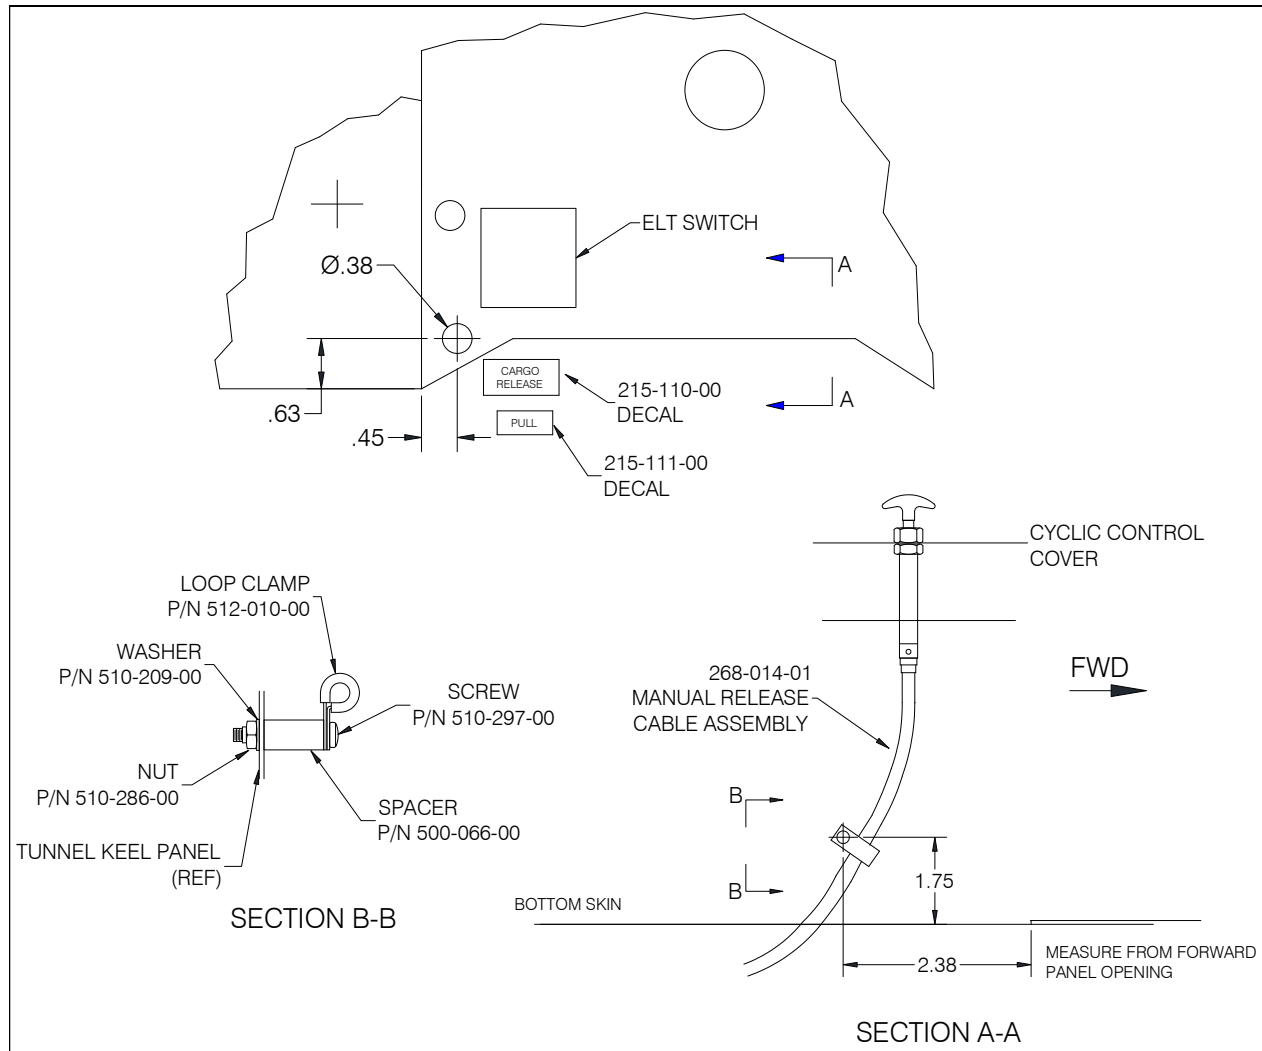 ELT SWITCH
A
Ø.38
CARGO
RELEASE
215-110-00
DECAL
A
.63
.45
PULL
215-111-00
DECAL
CYCLIC CONTROL
COVER
LOOP CLAMP
P/N 512-010-00
WASHER
P/N 510-209-00
SCREW
P/N 510-297-00
NUT
P/N 510-286-00
SPACER
P/N 500-066-00
TUNNEL KEEL PANEL
(REF)
SECTION B-B
FWD
268-014-01
MANUAL RELEASE
CABLE ASSEMBLY
B
B
1.75
BOTTOM SKIN
2.38
MEASURE FROM FORWARD
PANEL OPENING
SECTION A-A